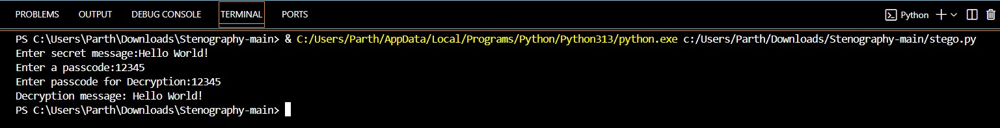 PROBLEMS OUTPUT DEBUG CONSOLE TERMINAL PORTS Python
PS C:\Users\Parth\Downloads\Stenography-main> & C:/Users/Parth/AppData/Local/Programs/Python/Python313/python.exe c:/Users/Parth/Downloads/Stenography-main/stego.py
Enter secret message:Hello World!
Enter a passcode:12345
Enter passcode for Decryption:12345
Decryption message: Hello World!
PS C:\Users\Parth\Downloads\Stenography-main>